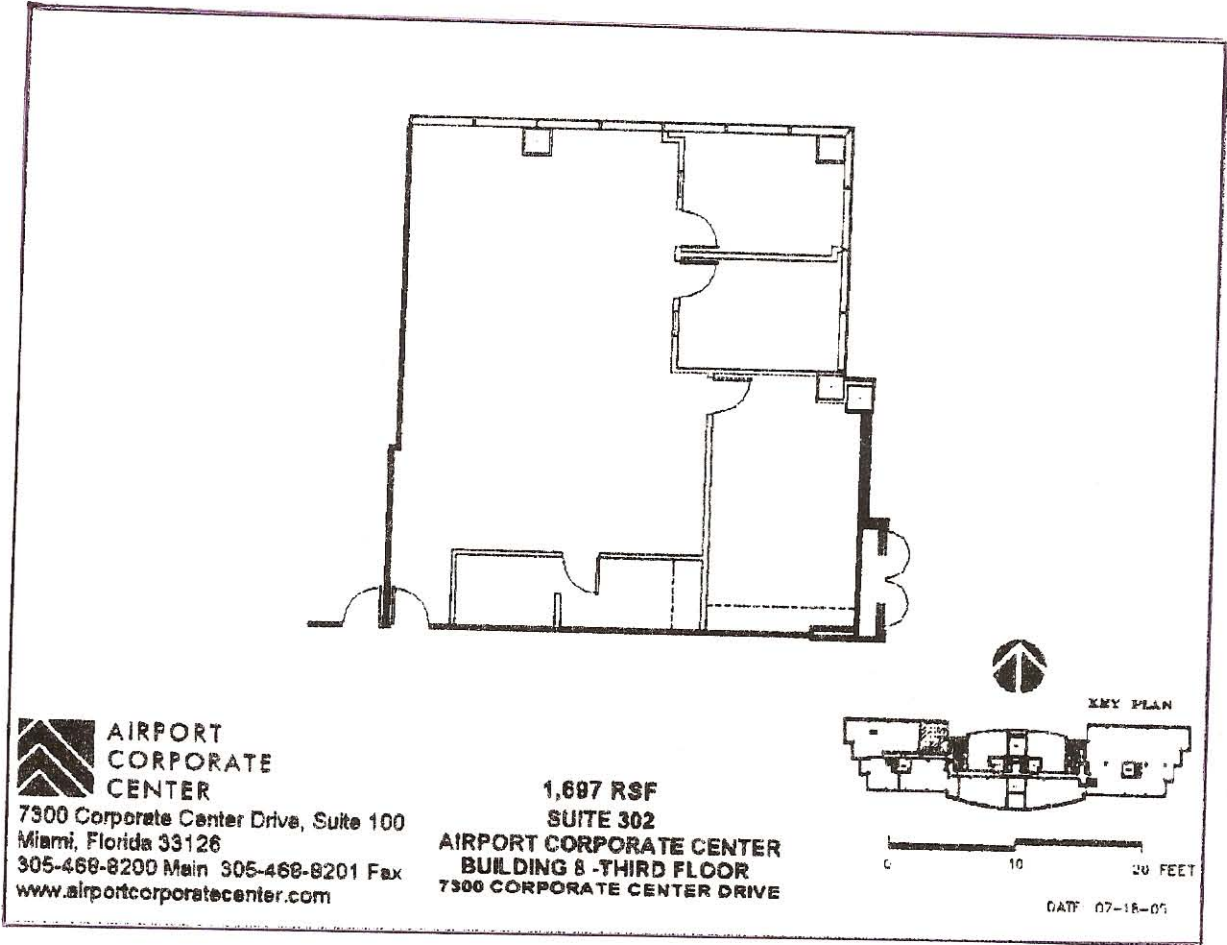 KEY PLAN
AIRPORT
CORPORATE
CENTER
7300 Corporate Center Drive, Suite 100
Miami, Florida 33126
305-468-8200 Main 305-468-8201 Fax
www.airportcorporatecenter.com
1,697 RSF
SUITE 302
AIRPORT CORPORATE CENTER
BUILDING 8 -THIRD FLOOR
7300 CORPORATE CENTER DRIVE
0 10 20 FEET
DATE